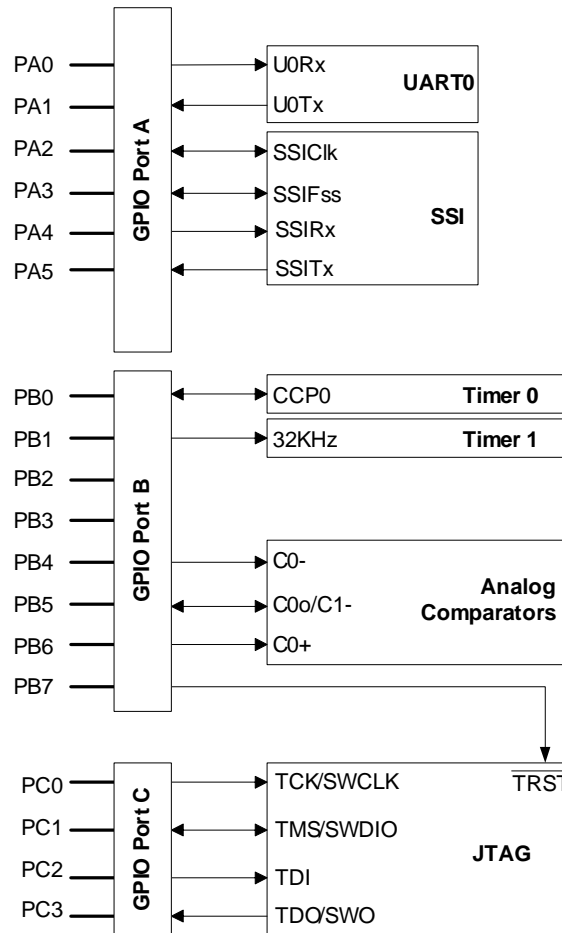 PA0
PA1
PA2
PA3
PA4
PA5
GPIO Port A
U0Rx
U0Tx
UART0
SSIClk
SSIFss
SSIRx
SSITx
SSI
PB0
PB1
PB2
PB3
PB4
PB5
PB6
PB7
GPIO Port B
CCP0 Timer 0
32KHz Timer 1
C0-
C0o/C1-
C0+
Analog
Comparators
PC0
PC1
PC2
PC3
GPIO Port C
TCK/SWCLK
TMS/SWDIO
TDI
TDO/SWO
TRST
JTAG